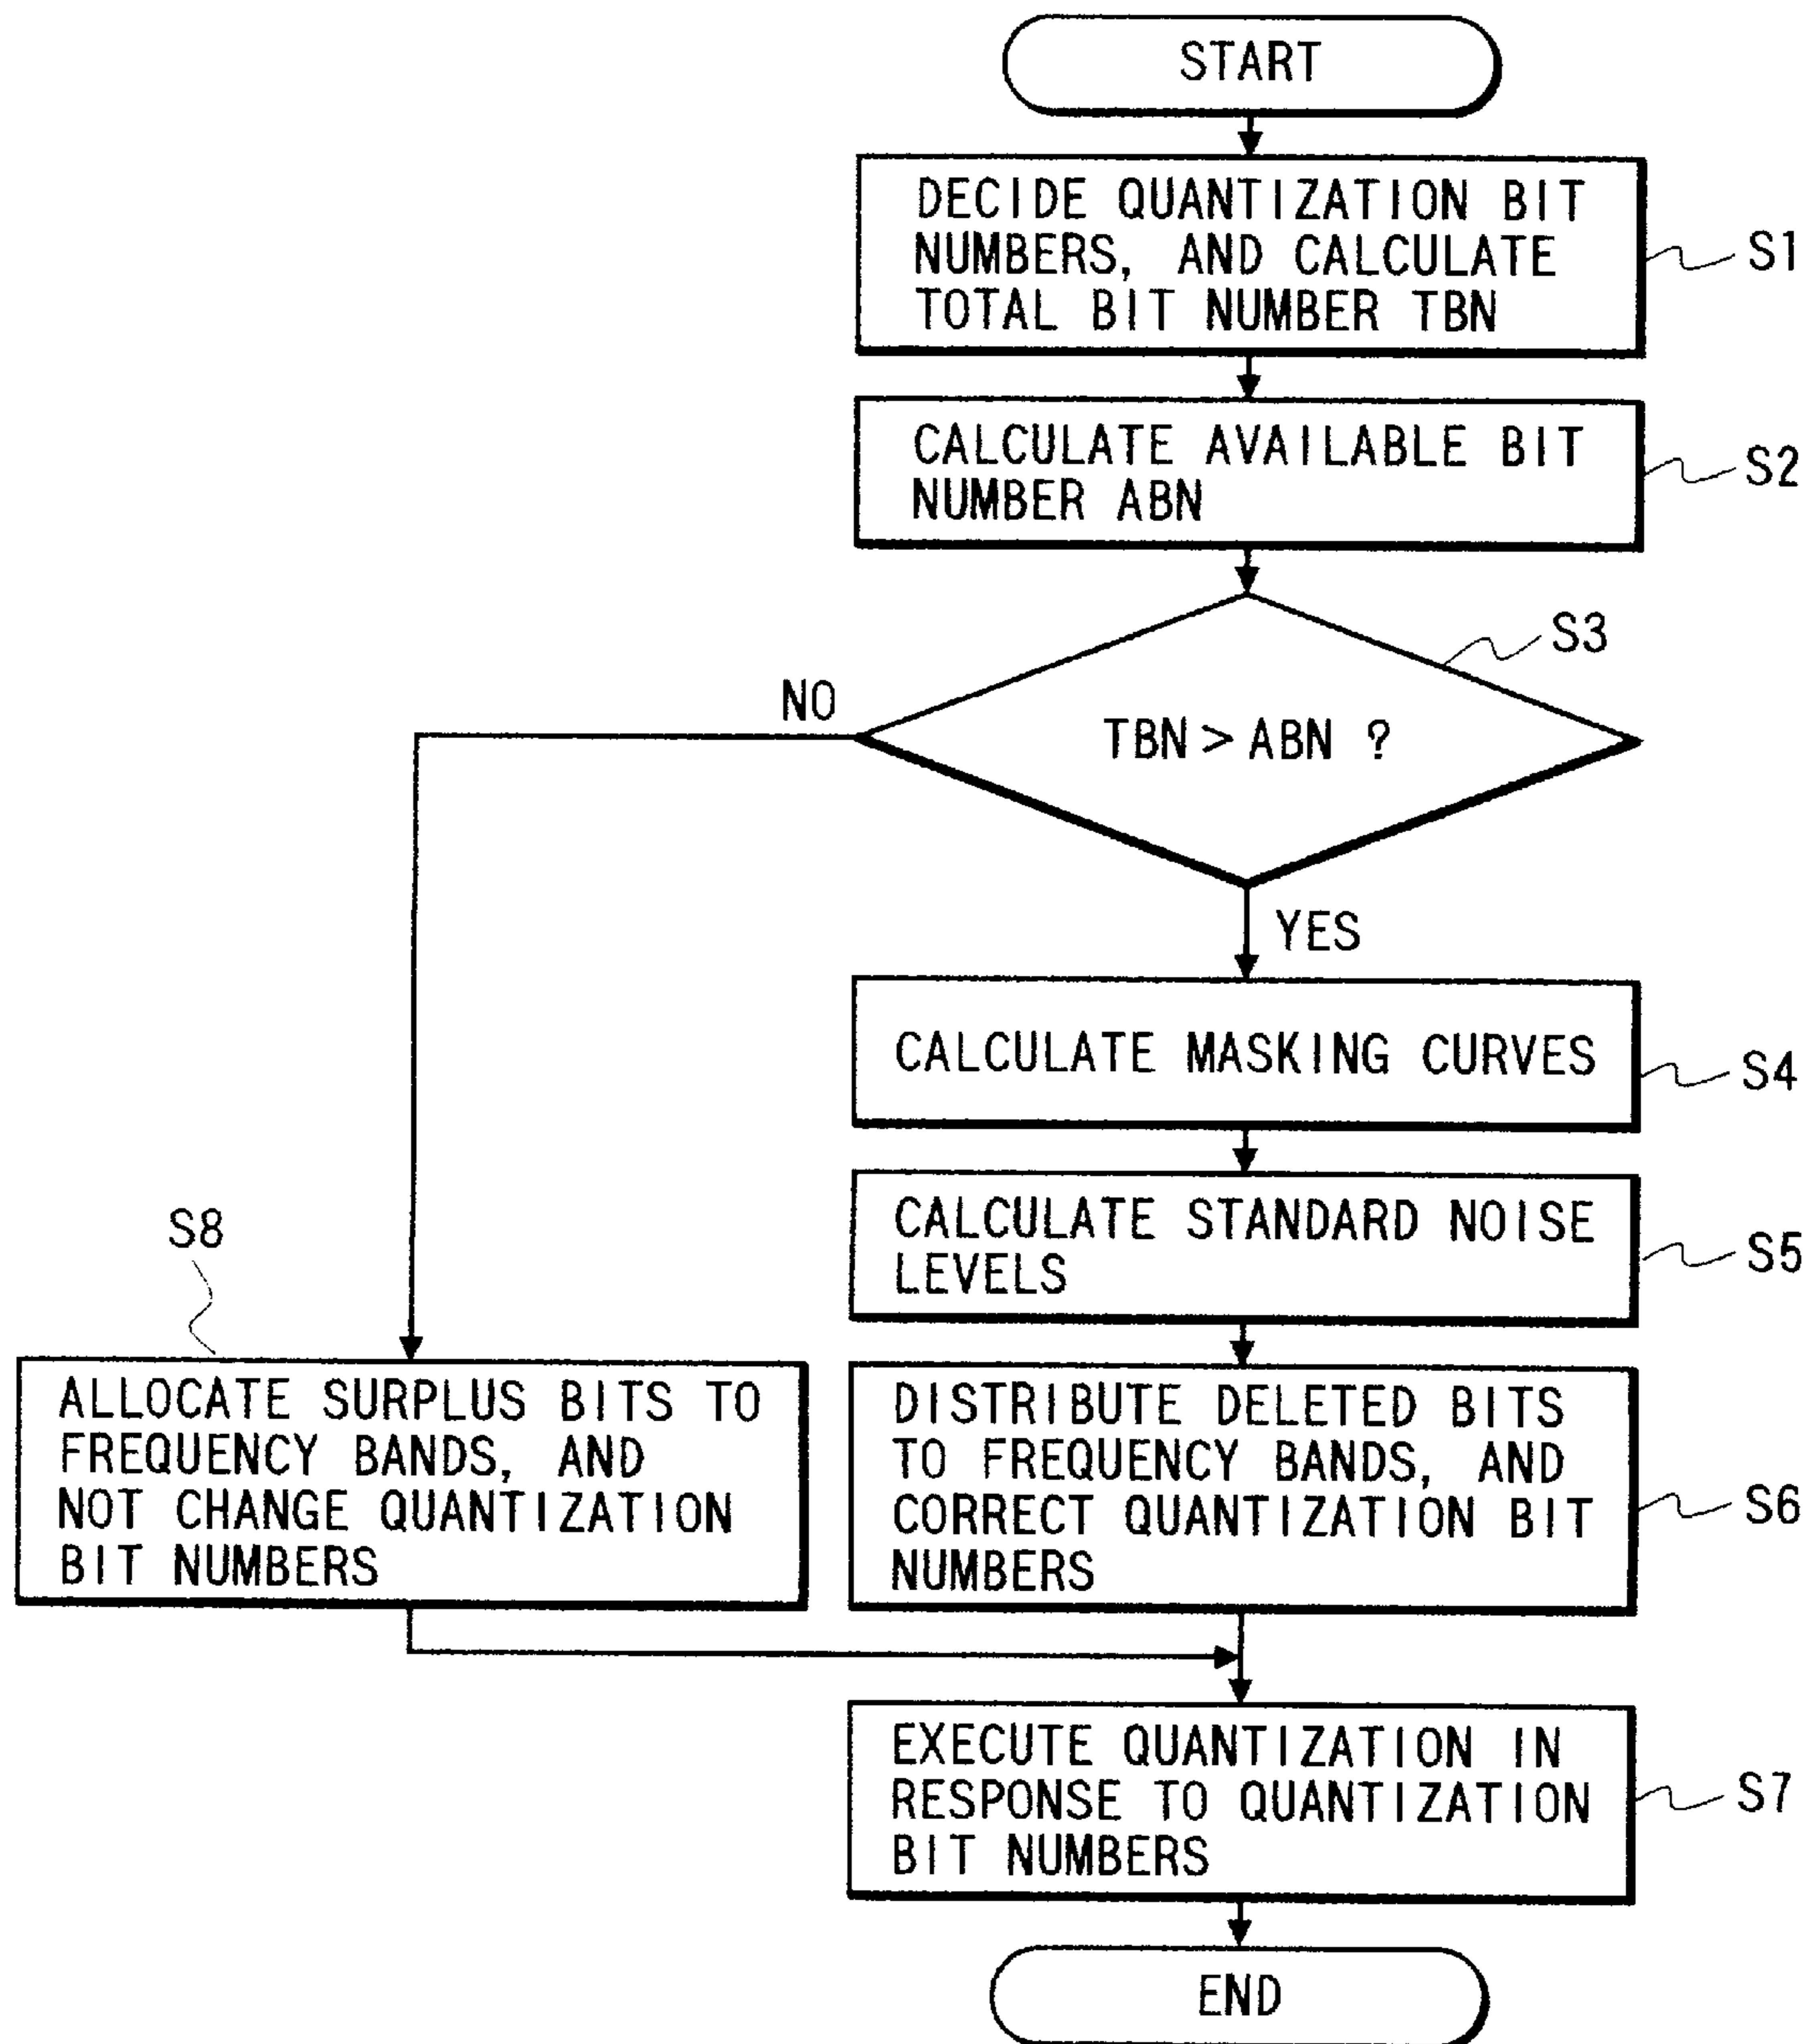 START
DECIDE QUANTIZATION BIT
NUMBERS, AND CALCULATE
TOTAL BIT NUMBER TBN
S1
CALCULATE AVAILABLE BIT
NUMBER ABN
S2
S3
NO
TBN > ABN ?
YES
CALCULATE MASKING CURVES
S4
CALCULATE STANDARD NOISE
LEVELS
S5
S8
ALLOCATE SURPLUS BITS TO
FREQUENCY BANDS, AND
NOT CHANGE QUANTIZATION
BIT NUMBERS
DISTRIBUTE DELETED BITS
TO FREQUENCY BANDS, AND
CORRECT QUANTIZATION BIT
NUMBERS
S6
EXECUTE QUANTIZATION IN
RESPONSE TO QUANTIZATION
BIT NUMBERS
S7
END